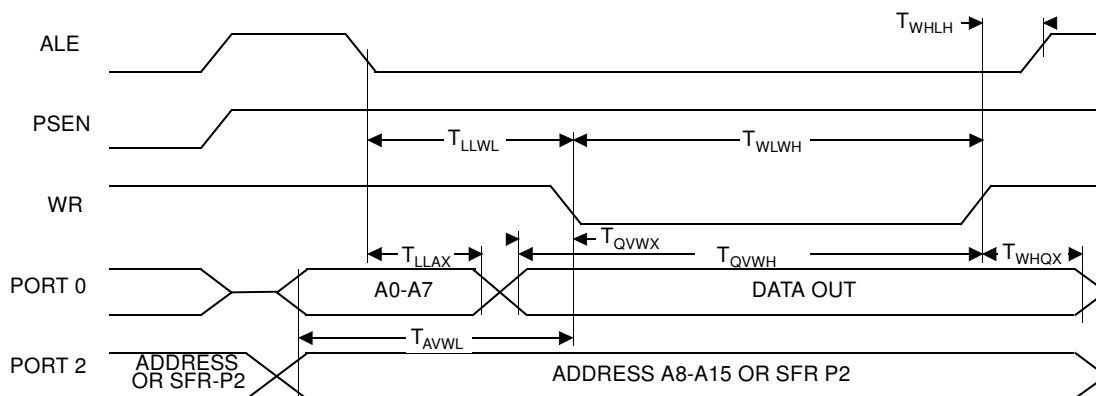 ALE
TWHLH
PSEN
TLLWL
TWLWH
WR
TQVWX
TLLAX
TQVWH
TWHQX
PORT 0
A0-A7
DATA OUT
TAVWL
PORT 2
ADDRESS
OR SFR-P2
ADDRESS A8-A15 OR SFR P2